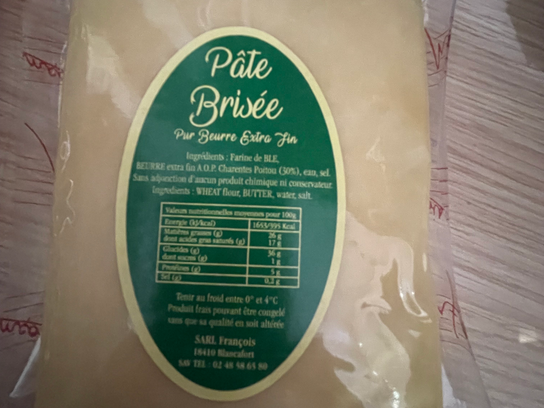 Pâte
Brisée
Pur Beurre Extra Fin
Ingrédients : Farine de BLE,
BEURRE extra fin A.O.P. Charentes Poitou (30%), eau, sel.
Sans adjonction d'aucun produit chimique ni conservateur.
Ingredients : WHEAT flour, BUTTER, water, salt.
Valeurs nutritionnelles moyennes pour 100g
Energie (kj/kcal) 1653/395 Kcal
Matières grasses (g) 26 g
dont acides gras saturés (g) 17 g
Glucides (g) 36 g
dont sucres (g) 1 g
Protéines (g) 5 g
Sel (g) 0,2 g
Tenir au froid entre 0° et 4°C
Produit frais pouvant être congelé
sans que sa qualité en soit altérée
SARL François
18410 Blancafort
SAV TEL : 02 48 58 65 80